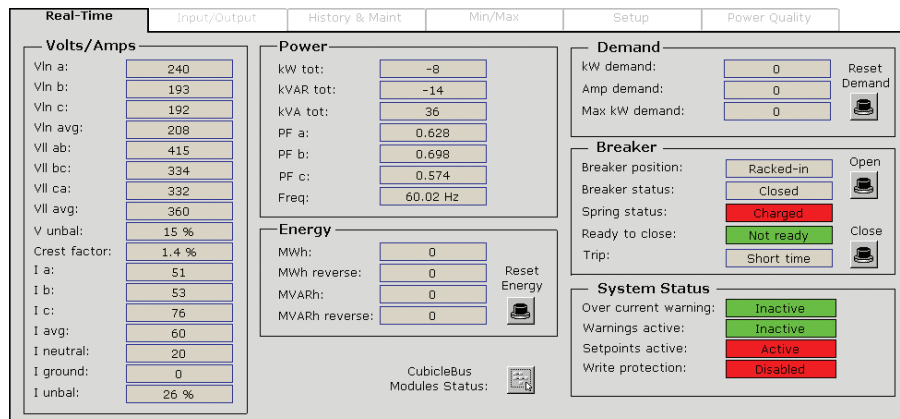 Real-Time Input/Output History & Maint Min/Max Setup Power Quality
Volts/Amps
Vln a: 240
Vln b: 193
Vln c: 192
Vln avg: 208
Vll ab: 415
Vll bc: 334
Vll ca: 332
Vll avg: 360
V unbal: 15 %
Crest factor: 1.4 %
I a: 51
I b: 53
I c: 76
I avg: 60
I neutral: 20
I ground: 0
I unbal: 26 %
Power
kW tot: -8
kVAR tot: -14
kVA tot: 36
PF a: 0.628
PF b: 0.698
PF c: 0.574
Freq: 60.02 Hz
Energy
MWh: 0
MWh reverse: 0
MVARh: 0
MVARh reverse: 0
Reset
Energy
CubicleBus
Modules Status:
Demand
kW demand: 0
Amp demand: 0
Max kW demand: 0
Reset
Demand
Breaker
Breaker position: Racked-in
Breaker status: Closed
Spring status: Charged
Ready to close: Not ready
Trip: Short time
Open
Close
System Status
Over current warning: Inactive
Warnings active: Inactive
Setpoints active: Active
Write protection: Disabled